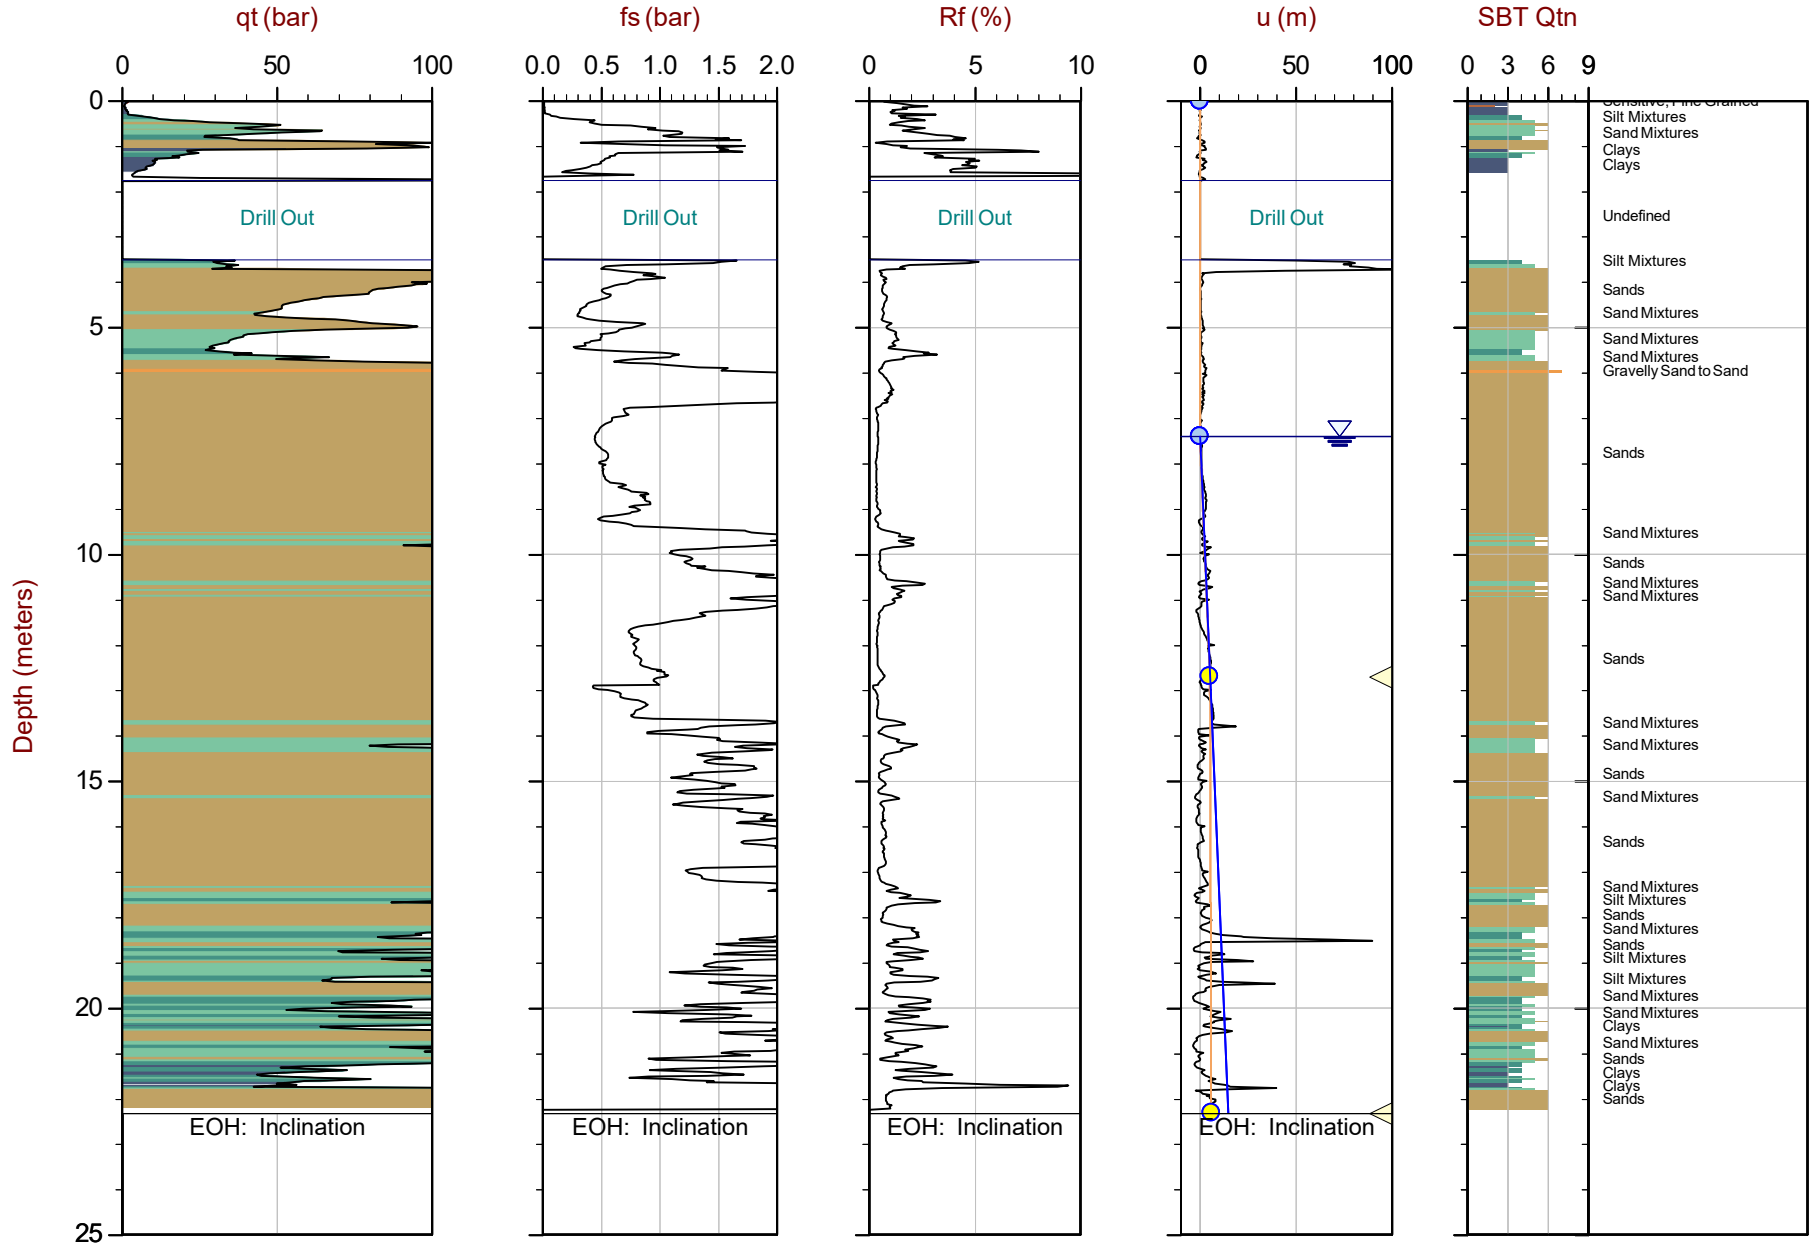 qt (bar) fs (bar) Rf (%) u (m) SBT Qtn
0 50 100 0.0 0.5 1.0 1.5 2.0 0 5 10 0 50 100 0 3 6 9
0
Sensitive, Fine Grained
Silt Mixtures
Sand Mixtures
Clays
Clays
Drill Out Drill Out Drill Out Drill Out Undefined
Silt Mixtures
Sands
Sand Mixtures
5
Sand Mixtures
Sand Mixtures
Gravelly Sand to Sand
Sands
Sand Mixtures
10
Sands
Sand Mixtures
Sand Mixtures
Depth (meters)
Sands
Sand Mixtures
Sand Mixtures
15
Sands
Sand Mixtures
Sands
Sand Mixtures
Silt Mixtures
Sands
Sand Mixtures
Sands
Silt Mixtures
Silt Mixtures
Sand Mixtures
20
Sand Mixtures
Clays
Sand Mixtures
Sands
Clays
Clays
Sands
EOH: Inclination EOH: Inclination EOH: Inclination EOH: Inclination
25